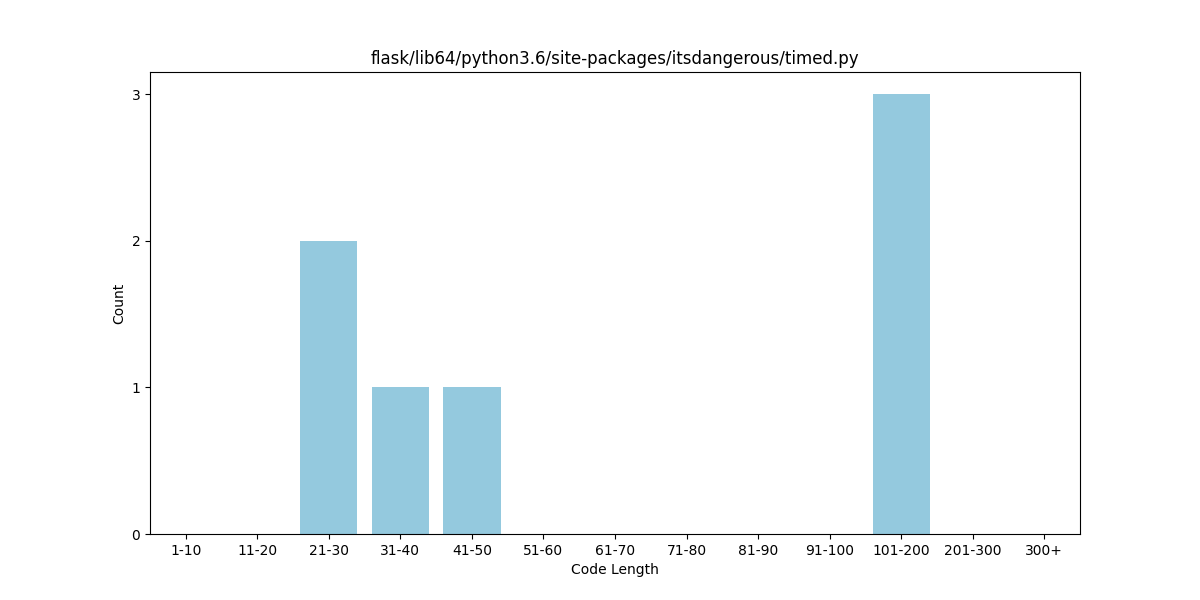 flask/lib64/python3.6/site-packages/itsdangerous/timed.py
3
2
1
0
Count
1-10 11-20 21-30 31-40 41-50 51-60 61-70 71-80 81-90 91-100 101-200 201-300 300+
Code Length